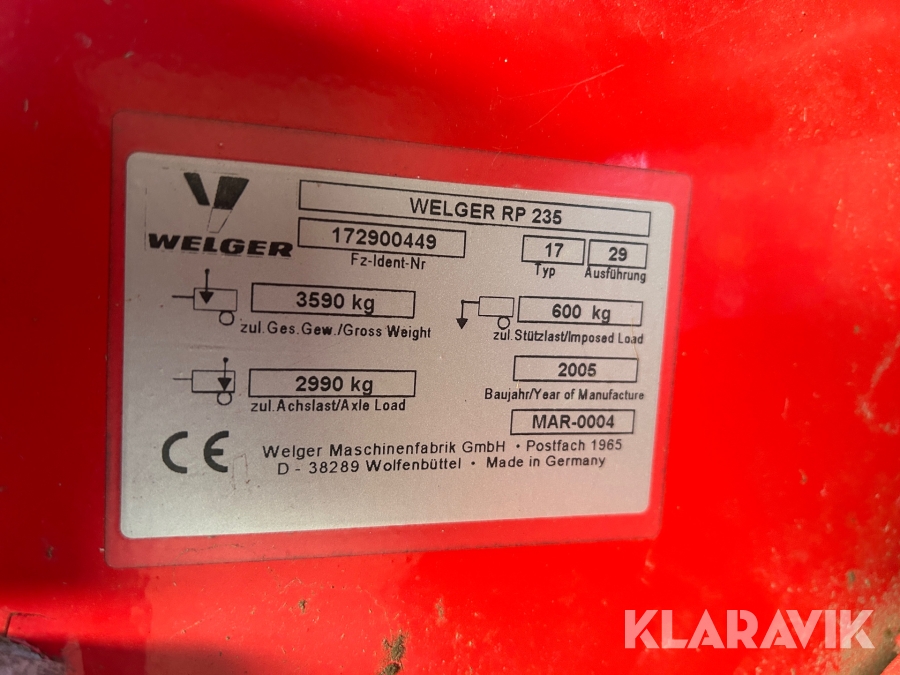 WELGER
WELGER RP 235
172900449
Fz-Ident-Nr
17
Typ
29
Ausführung
3590 kg
zul.Ges.Gew./Gross Weight
600 kg
zul.Stützlast/Imposed Load
2990 kg
zul.Achslast/Axle Load
2005
Baujahr/Year of Manufacture
MAR-0004
CE
Welger Maschinenfabrik GmbH · Postfach 1965
D - 38289 Wolfenbüttel · Made in Germany
KLARAVIK